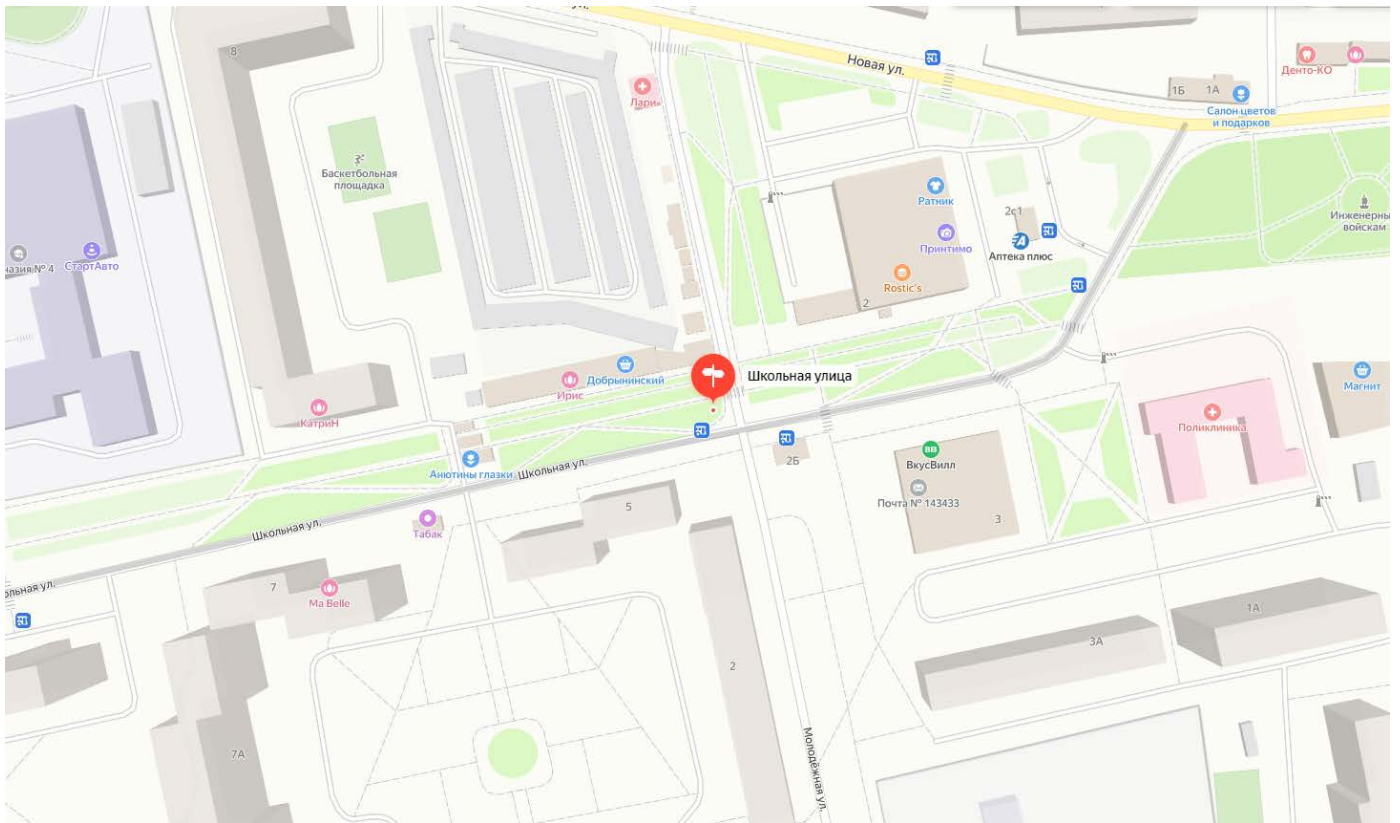 ул.
8
Новая ул.
Лари
Денто-КО
1Б
1А
Салон цветов
и подарков
Баскетбольная
площадка
Ратник
2с1
Инженерны
войскам
Принтимо
Аптека плюс
назия № 4
СтартАвто
Rostic's
2
Школьная улица
Добрынинский
Ирис
Магнит
КатриН
Поликлиника
2Б
ВкусВилл
Анютины глазки
Школьная ул.
Почта № 143433
5
3
Школьная ул.
Табак
ольная ул.
7
Ma Belle
1А
3А
2
7А
Молодёжная ул.